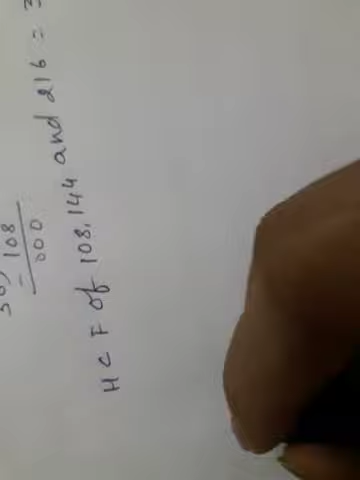 - 108
000
HCF of 108, 144 and 216 =